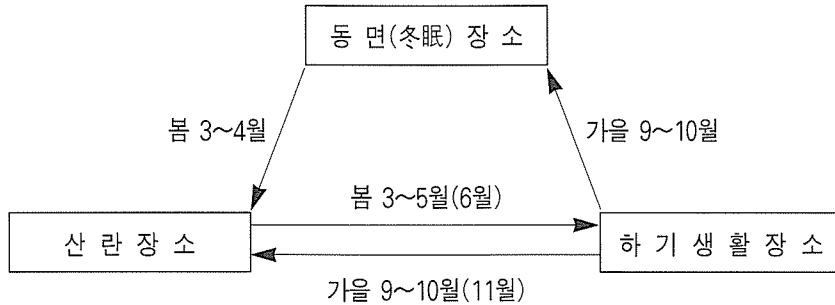 동 면(冬眠) 장 소
봄 3~4월
가을 9~10월
봄 3~5월(6월)
산 란 장 소
하 기 생 활 장 소
가을 9~10월(11월)